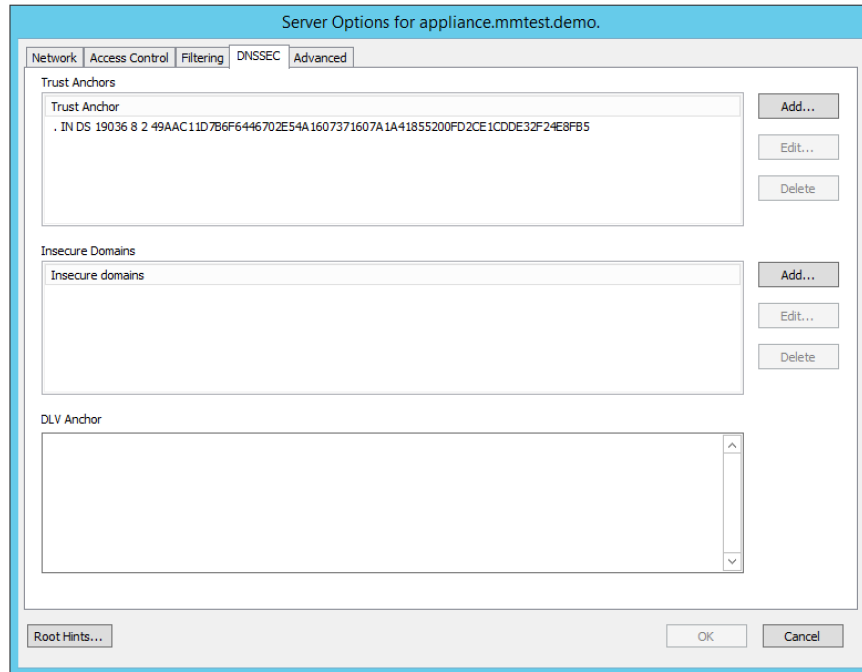 Server Options for appliance.mmtest.demo.
Network Access Control Filtering DNSSEC Advanced
Trust Anchors
Trust Anchor
Add...
. IN DS 19036 8 2 49AAC11D7B6F6446702E54A1607371607A1A41855200FD2CE1CDDE32F24E8FB5
Edit...
Delete
Insecure Domains
Insecure domains
Add...
Edit...
Delete
DLV Anchor
Root Hints...
OK
Cancel